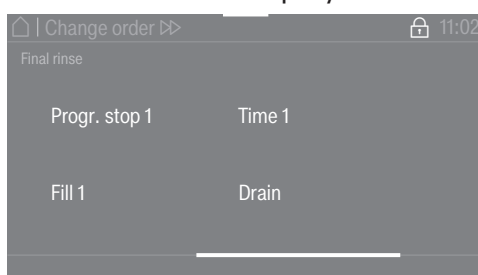 Change order
11:02
Final rinse
Progr. stop 1 Time 1
Fill 1 Drain